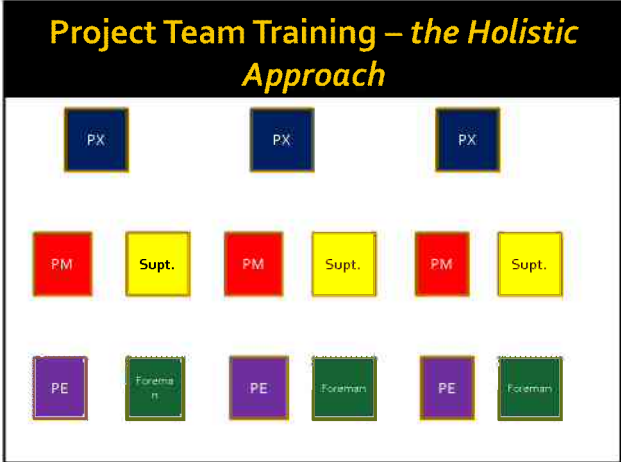 Project Team Training – the Holistic
Approach
PX
PX
PX
PM
Supt.
PM
Supt.
PM
Supt.
PE
Forema
n
PE
Foreman
PE
Foreman